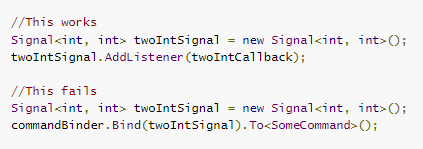 //This works
Signal<int, int> twoIntSignal = new Signal<int, int>();
twoIntSignal.AddListener(twoIntCallback);
//This fails
Signal<int, int> twoIntSignal = new Signal<int, int>();
commandBinder.Bind(twoIntSignal).To<SomeCommand>();